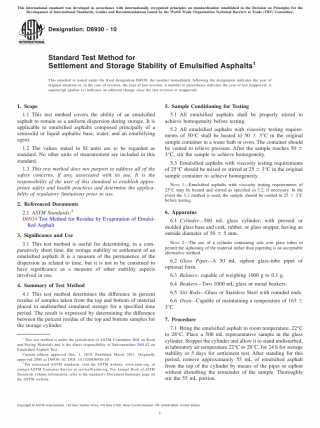 This international standard was developed in accordance with internationally recognized principles on standardization established in the Decision on Principles for the
Development of International Standards, Guides and Recommendations issued by the World Trade Organization Technical Barriers to Trade (TBT) Committee.
Designation: D6930 − 10
Standard Test Method for
Settlement and Storage Stability of Emulsified Asphalts1
This standard is issued under the fixed designation D6930; the number immediately following the designation indicates the year of
original adoption or, in the case of revision, the year of last revision. A number in parentheses indicates the year of last reapproval. A
superscript epsilon (ε) indicates an editorial change since the last revision or reapproval.
1. Scope
1.1 This test method covers the ability of an emulsified
asphalt to remain as a uniform dispersion during storage. It is
applicable to emulsified asphalts composed principally of a
semisolid or liquid asphaltic base, water, and an emulsifying
agent.
1.2 The values stated in SI units are to be regarded as
standard. No other units of measurement are included in this
standard.
1.3 This test method does not purport to address all of the
safety concerns, if any, associated with its use. It is the
responsibility of the user of this standard to establish appro-
priate safety and health practices and determine the applica-
bility of regulatory limitations prior to use.
2. Referenced Documents
2.1 ASTM Standards:2
D6934 Test Method for Residue by Evaporation of Emulsi-
fied Asphalt
3. Significance and Use
3.1 This test method is useful for determining, in a com-
paratively short time, the storage stability or settlement of an
emulsified asphalt. It is a measure of the permanence of the
dispersion as related to time, but it is not to be construed to
have significance as a measure of other stability aspects
involved in use.
4. Summary of Test Method
4.1 This test method determines the difference in percent
residue of samples taken from the top and bottom of material
placed in undisturbed simulated storage for a specified time
period. The result is expressed by determining the difference
between the percent residue of the top and bottom samples for
the storage cylinder.
1 This test method is under the jurisdiction of ASTM Committee D04 on Road
and Paving Materials and is the direct responsibility of Subcommittee D04.42 on
Emulsified Asphalt Test.
Current edition approved Dec. 1, 2010. Published March 2011. Originally
approved
2 For referenced ASTM standards, visit the ASTM website, www.astm.org, or
contact ASTM Customer Service at service@astm.org. For Annual Book of ASTM
Standards volume information, refer to the standard's Document Summary page on
the ASTM website.
5. Sample Conditioning for Testing
5.1 All emulsified asphalts shall be properly stirred to
achieve homogeneity before testing.
5.2 All emulsified asphalts with viscosity testing require-
ments of 50°C shall be heated to 50 ± 3°C in the original
sample container in a water bath or oven. The container should
be vented to relieve pressure. After the sample reaches 50 ±
3°C, stir the sample to achieve homogeneity.
5.3 Emulsified asphalts with viscosity testing requirements
of 25°C should be mixed or stirred at 25 ± 3°C in the original
sample container to achieve homogeneity.
NOTE 1—Emulsified asphalts with viscosity testing requirements of
25°C may be heated and stirred as specified in 5.2, if necessary. In the
event the 5.2 method is used, the sample should be cooled to 25 ± 3°C
before testing.
6. Apparatus
6.1 Cylinder—500 mL, glass cylinder, with pressed or
molded glass base and cork, rubber, or glass stopper, having an
outside diameter of 50 ± 5 mm.
NOTE 2—The use of a cylinder containing side arm glass tubes to
permit the siphoning of the material rather than pipetting is an acceptable
alternative method.
6.2 Glass Pipet—A 50 mL siphon glass-tube pipet of
optional form.
6.3 Balance, capable of weighing 1000 g to 0.1 g.
6.4 Beakers—Two 1000 mL glass or metal beakers.
6.5 Stir Rods—Glass or Stainless Steel with rounded ends.
6.6 Oven—Capable of maintaining a temperature of 163 ±
3°C.
7. Procedure
7.1 Bring the emulsified asphalt to room temperature, 22°C
to 28°C. Place a 500 mL representative sample in the glass
cylinder. Stopper the cylinder and allow it to stand undisturbed,
at laboratory air temperature 22°C to 28°C, for 24 h for storage
stability or 5 days for settlement test. After standing for this
period, remove approximately 55 mL of emulsified asphalt
from the top of the cylinder by means of the pipet or siphon
without disturbing the remainder of the sample. Thoroughly
stir the 55 mL portion.
1